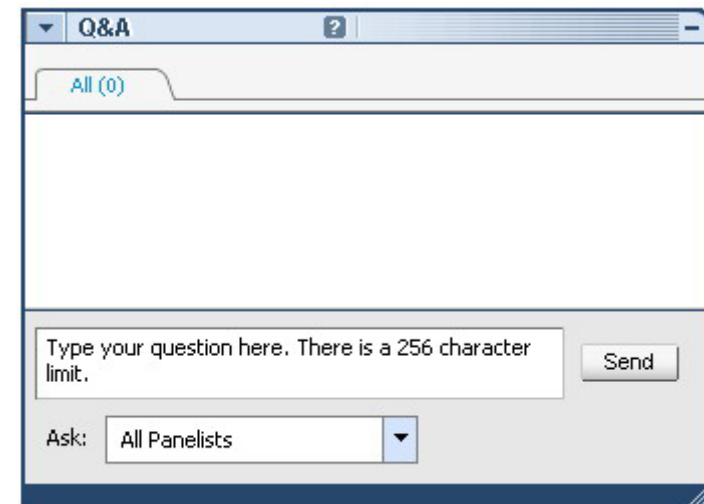 Q&A ?
All (0)
Type your question here. There is a 256 character
limit.
Send
Ask: All Panelists